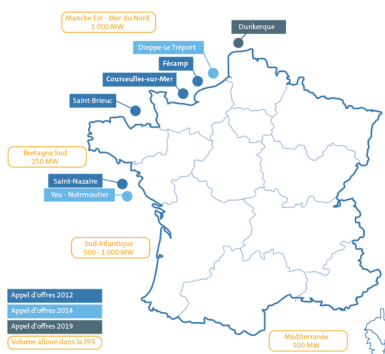 Manche Est - Mer du Nord
1 000 MW
Dunkerque
Dieppe-Le Tréport
Fécamp
Courseulles-sur-Mer
Saint-Brieuc
Bretagne Sud
250 MW
Saint-Nazaire
Yeu - Noirmoutier
Sud Atlantique
500 - 1 000 MW
Appel d'offres 2012
Appel d'offres 2014
Appel d'offres 2019
Volume alloué dans la PPE
Méditerranée
500 MW